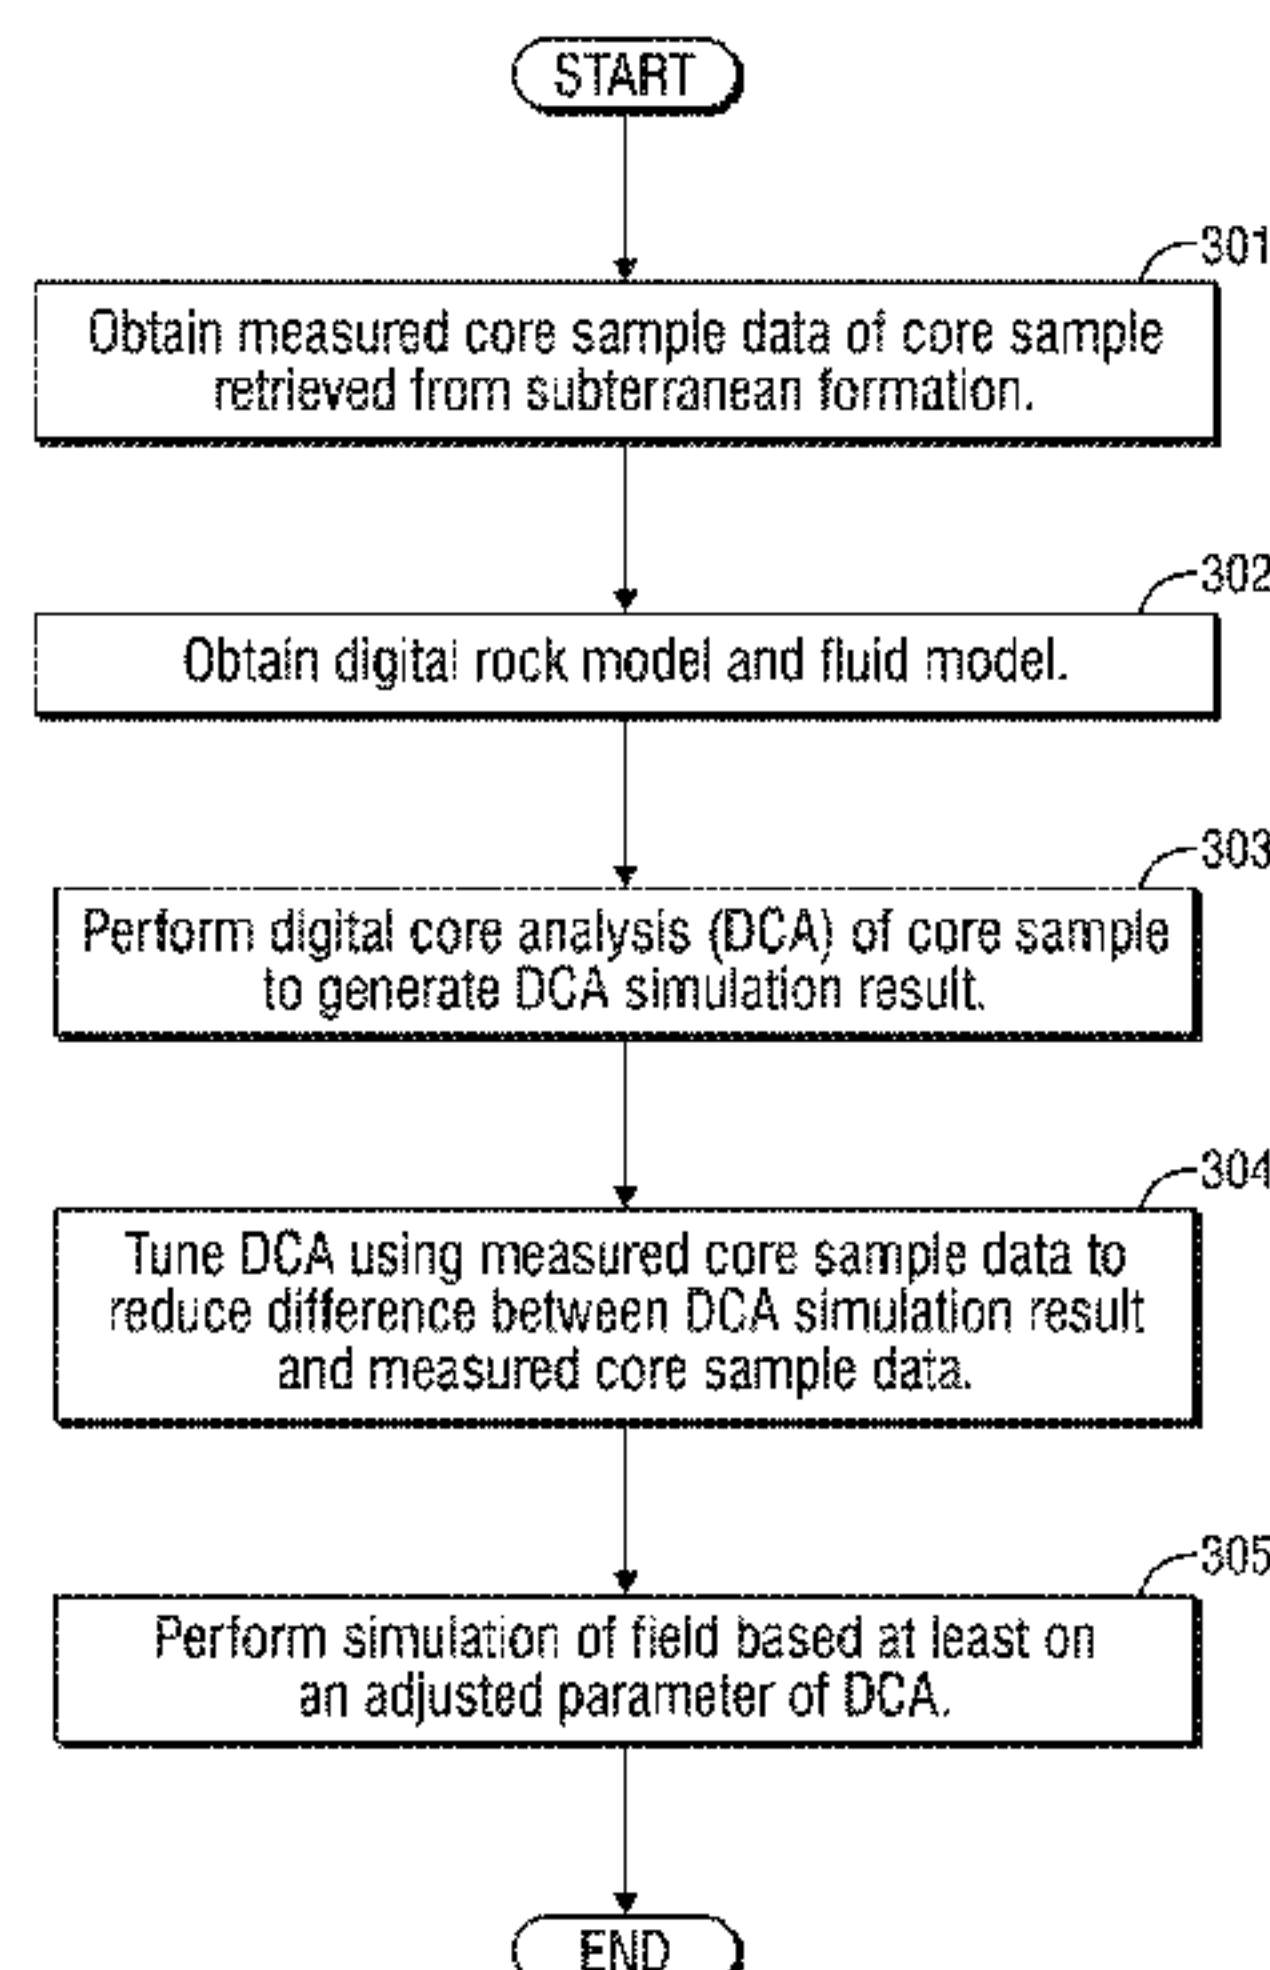 START
301
Obtain measured core sample data of core sample
retrieved from subterranean formation.
302
Obtain digital rock model and fluid model.
303
Perform digital core analysis (DCA) of core sample
to generate DCA simulation result.
304
Tune DCA using measured core sample data to
reduce difference between DCA simulation result
and measured core sample data.
305
Perform simulation of field based at least on
an adjusted parameter of DCA.
END